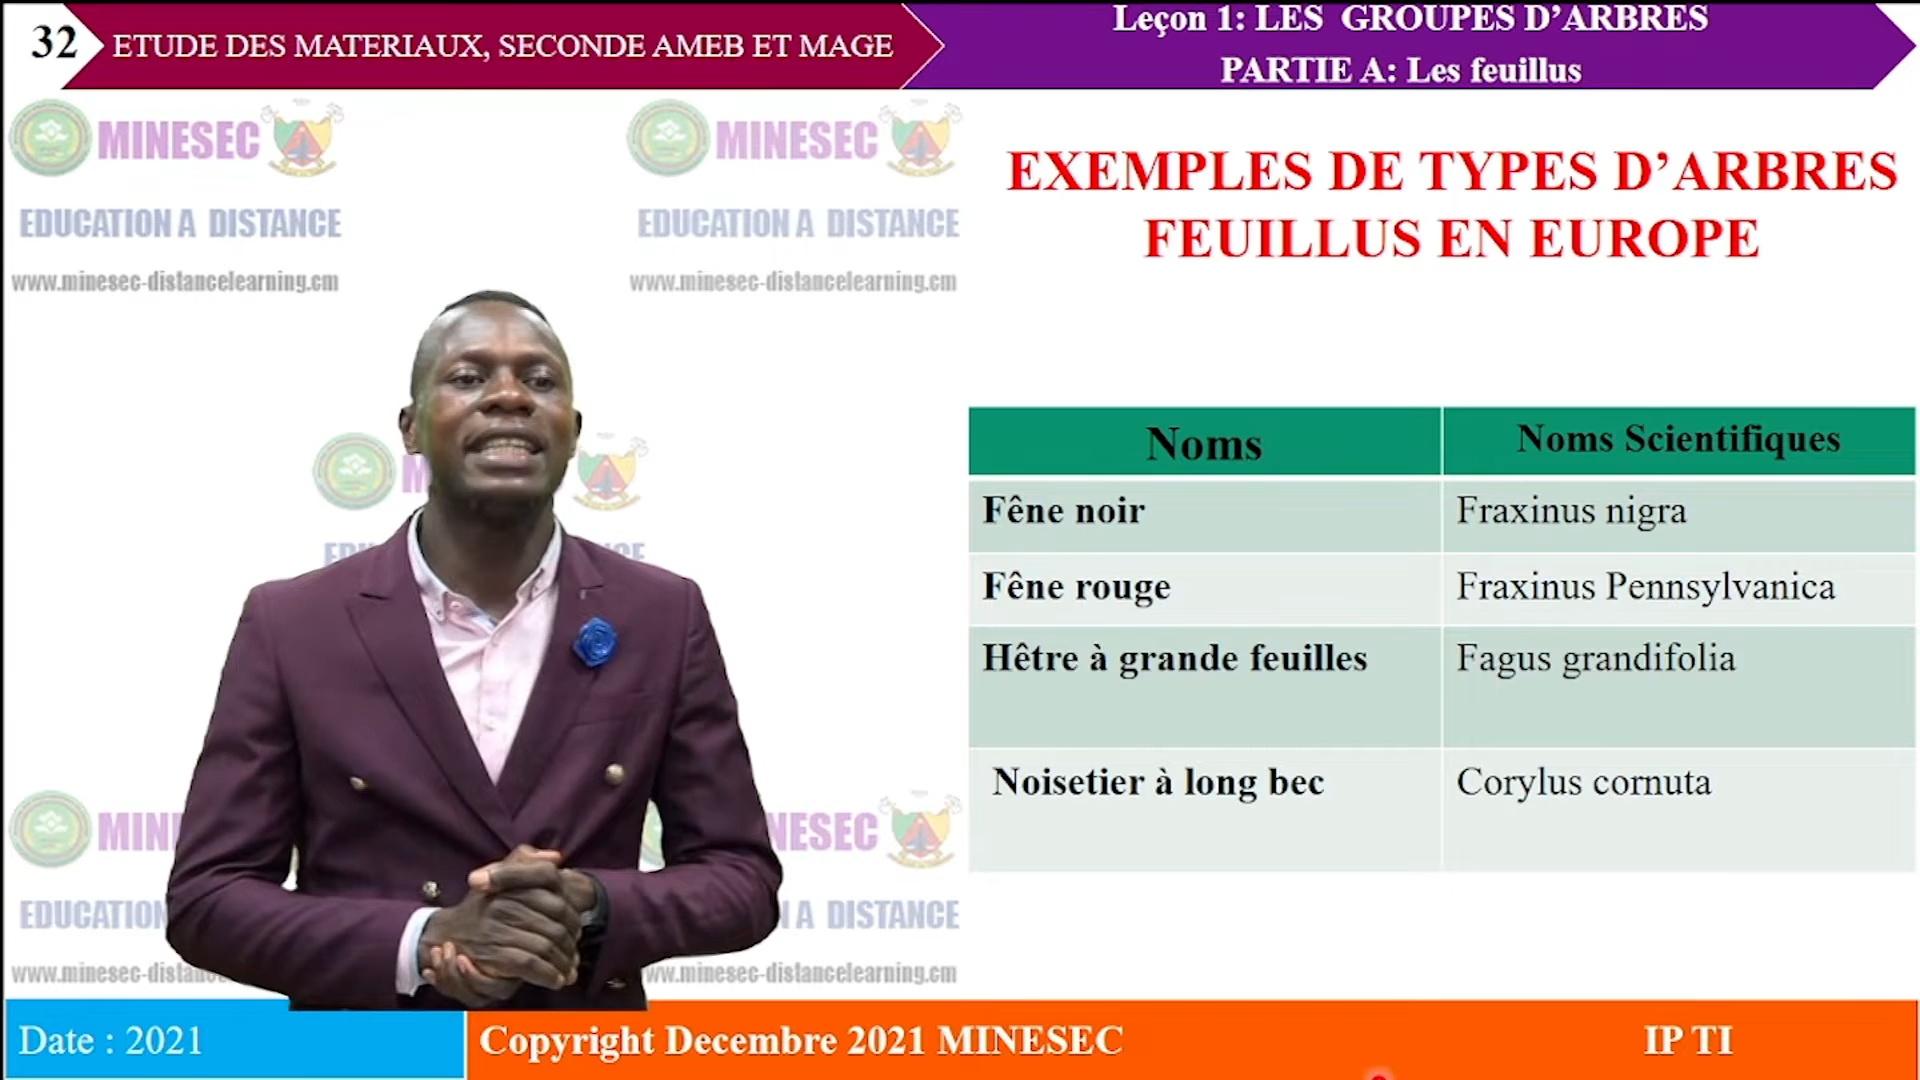 32
ETUDE DES MATERIAUX, SECONDE AMEB ET MAGE
Leçon 1: LES GROUPES D’ARBRES
PARTIE A: Les feuillus
MINESEC
EDUCATION A DISTANCE
www.minesec-distancelearning.cm
MINESEC
EDUCATION A DISTANCE
www.minesec-distancelearning.cm
EXEMPLES DE TYPES D’ARBRES
FEUILLUS EN EUROPE
Noms
Noms Scientifiques
Fêne noir
Fraxinus nigra
Fêne rouge
Fraxinus Pennsylvanica
Hêtre à grande feuilles
Fagus grandifolia
Noisetier à long bec
Corylus cornuta
A DISTANCE
Date : 2021
Copyright Decembre 2021 MINESEC
IP TI